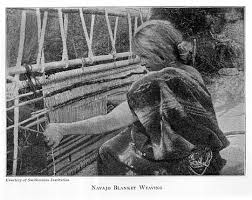 Courtesy of Smithsonian Institution
NAVAJO BLANKET WEAVING